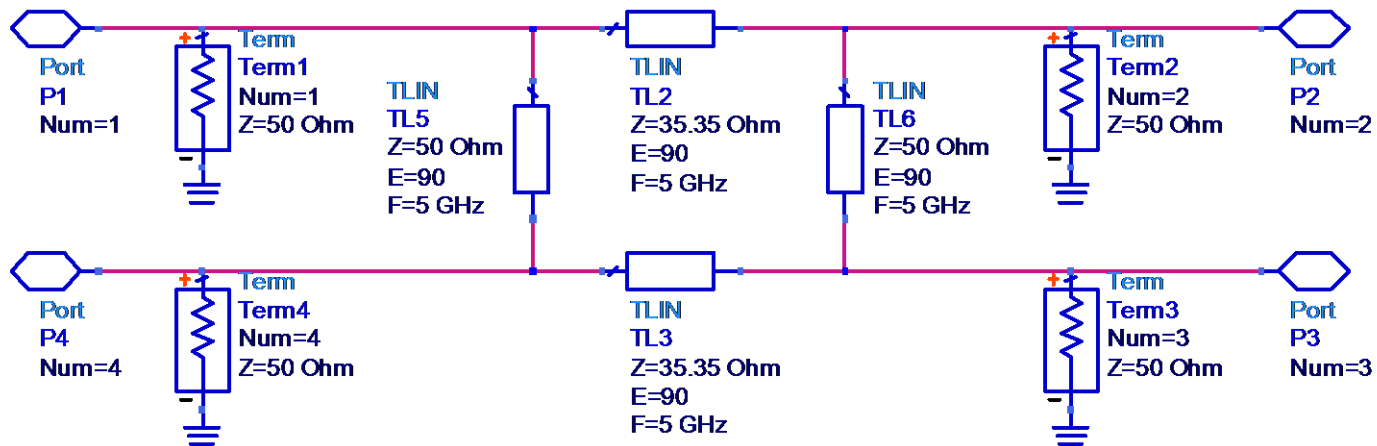 Port
P1
Num=1
+
Term
Term1
Num=1
Z=50 Ohm
-
TLIN
TL5
Z=50 Ohm
E=90
F=5 GHz
TLIN
TL2
Z=35.35 Ohm
E=90
F=5 GHz
TLIN
TL6
Z=50 Ohm
E=90
F=5 GHz
+
Term
Term2
Num=2
Z=50 Ohm
-
Port
P2
Num=2
Port
P4
Num=4
+
Term
Term4
Num=4
Z=50 Ohm
-
TLIN
TL3
Z=35.35 Ohm
E=90
F=5 GHz
+
Term
Term3
Num=3
Z=50 Ohm
-
Port
P3
Num=3